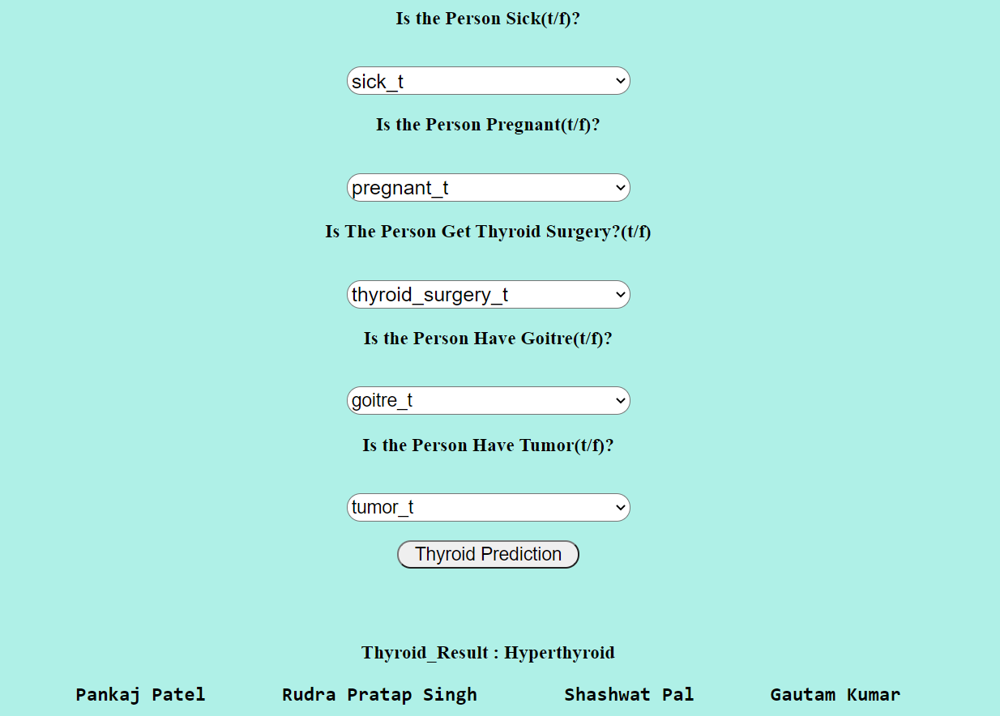 Is the Person Sick(t/f)?
sick_t
Is the Person Pregnant(t/f)?
pregnant_t
Is The Person Get Thyroid Surgery?(t/f)
thyroid_surgery_t
Is the Person Have Goitre(t/f)?
goitre_t
Is the Person Have Tumor(t/f)?
tumor_t
Thyroid Prediction
Thyroid_Result : Hyperthyroid
Pankaj Patel Rudra Pratap Singh Shashwat Pal Gautam Kumar